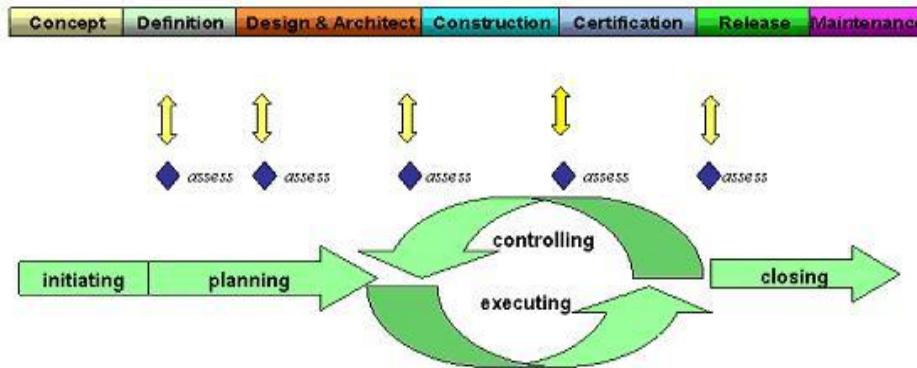 Concept Definition Design & Architect Construction Certification Release Maintenance
assess assess assess assess assess
controlling
initiating planning closing
executing